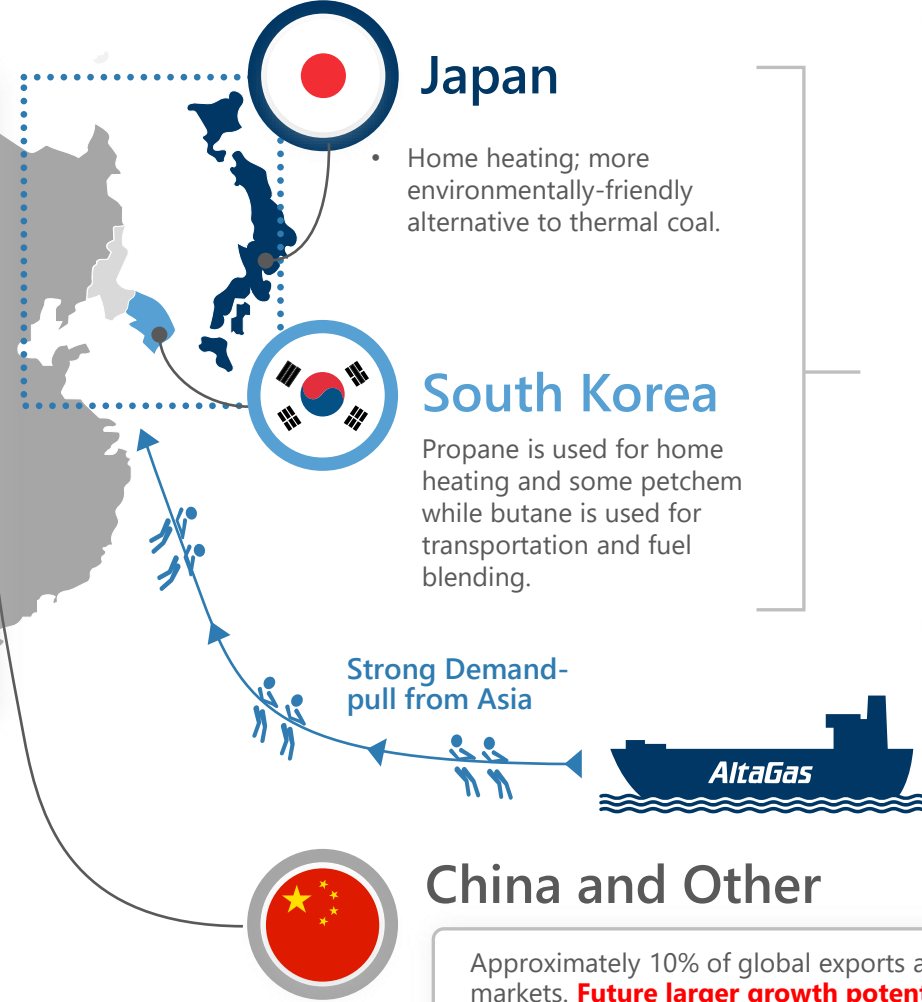 Japan
• Home heating; more
environmentally-friendly
alternative to thermal coal.
South Korea
Propane is used for home
heating and some petchem
while butane is used for
transportation and fuel
blending.
Strong Demand-
pull from Asia
AltaGas
China and Other
Approximately 10% of global exports
markets. Future larger growth